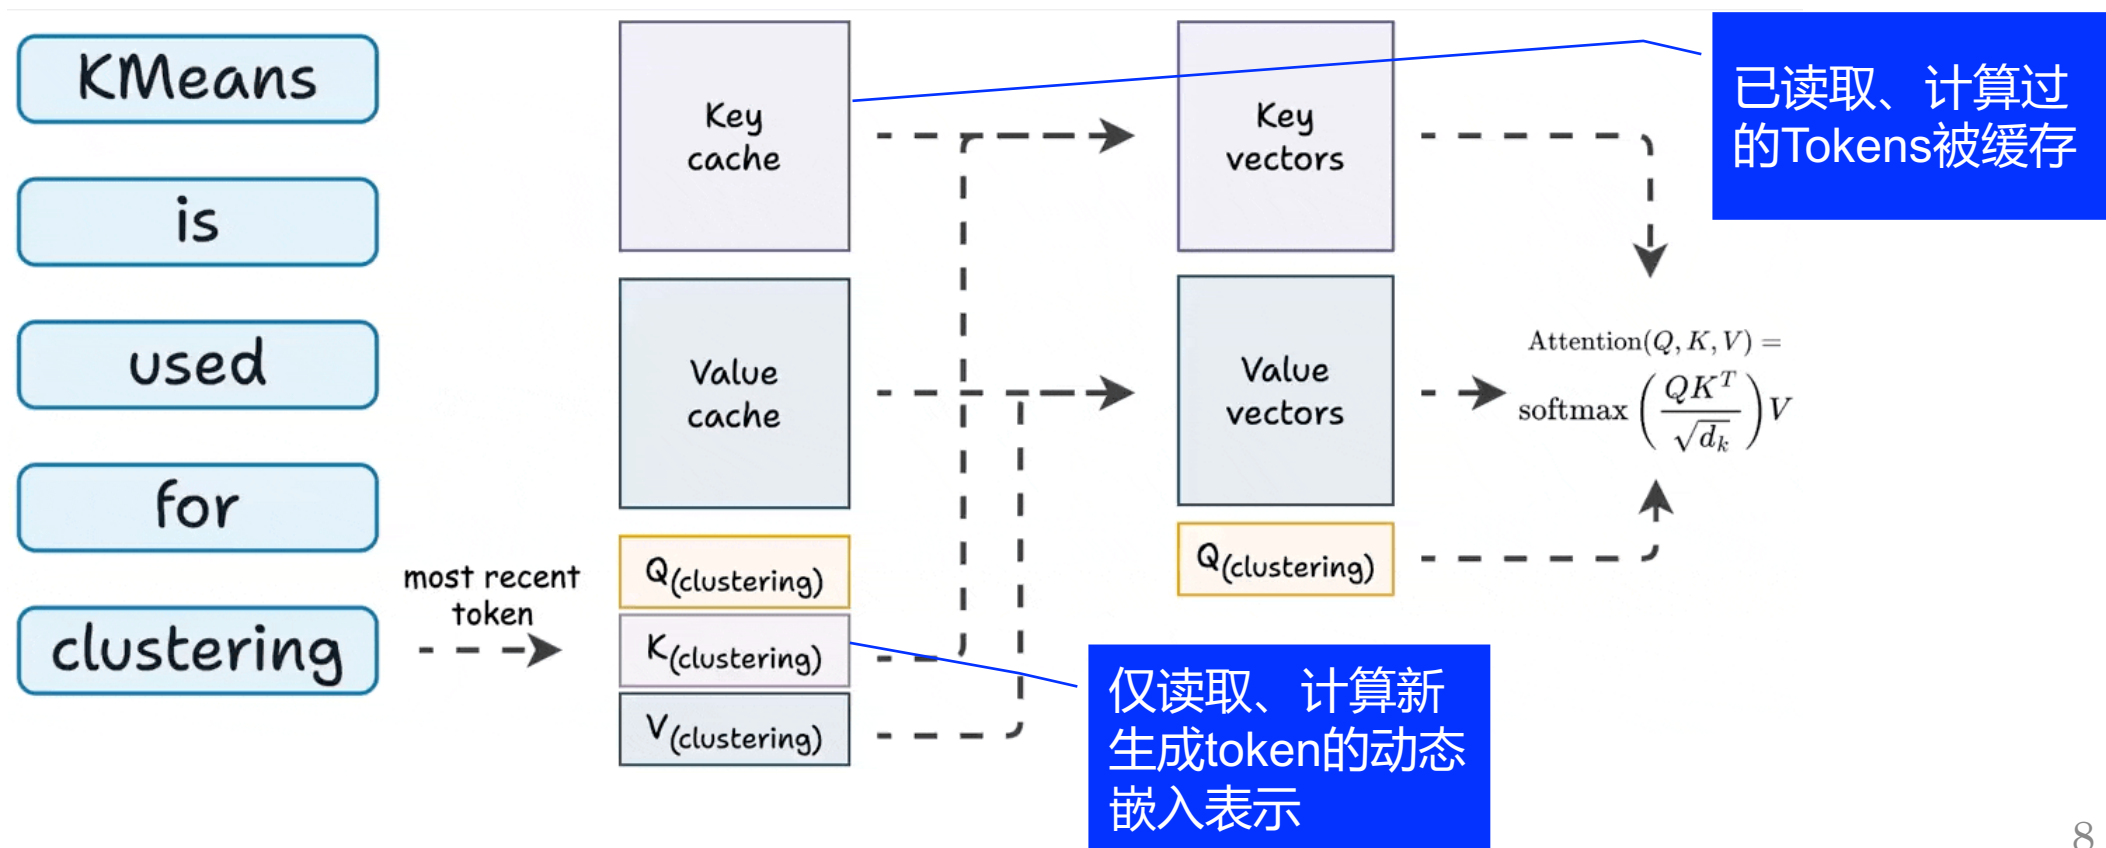 KMeans
is
used
for
clustering
most recent
token
Key
cache
Value
cache
Q(clustering)
K(clustering)
V(clustering)
Key
vectors
Value
vectors
Q(clustering)
Attention(Q, K, V) =
softmax(QK^T/√d_k)V
已读取、计算过
的Tokens被缓存
仅读取、计算新
生成token的动态
嵌入表示
8